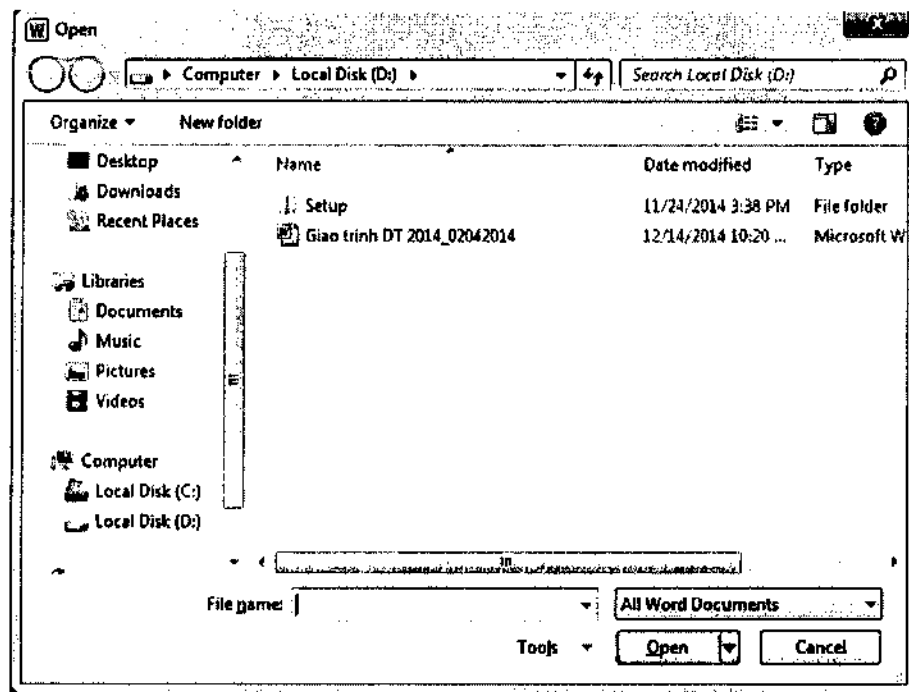 Open
Computer ▸ Local Disk (D:) ▸ Search Local Disk (D:)
Organize New folder
Desktop
Downloads
Recent Places
Libraries
Documents
Music
Pictures
Videos
Computer
Local Disk (C:)
Local Disk (D:)
Name Date modified Type
Setup 11/24/2014 3:38 PM File folder
Giao trinh DT 2014_02042014 12/14/2014 10:20 ... Microsoft W
File name: All Word Documents
Tools Open Cancel